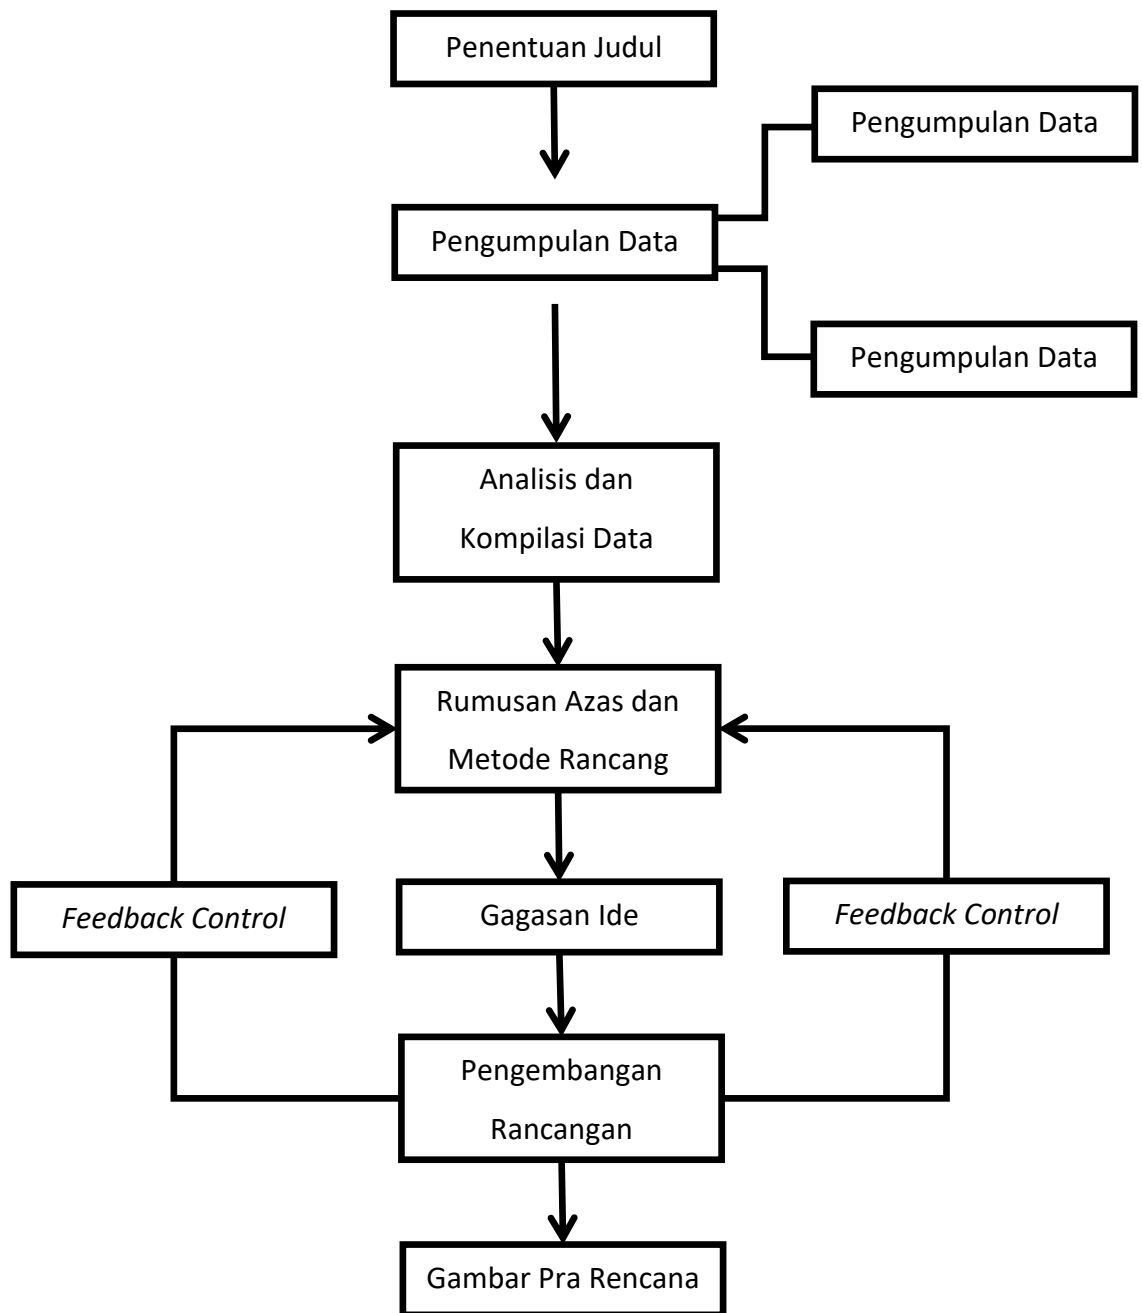 Penentuan Judul
Pengumpulan Data
Pengumpulan Data
Pengumpulan Data
Analisis dan
Kompilasi Data
Rumusan Azas dan
Metode Rancang
Feedback Control
Gagasan Ide
Feedback Control
Pengembangan
Rancangan
Gambar Pra Rencana